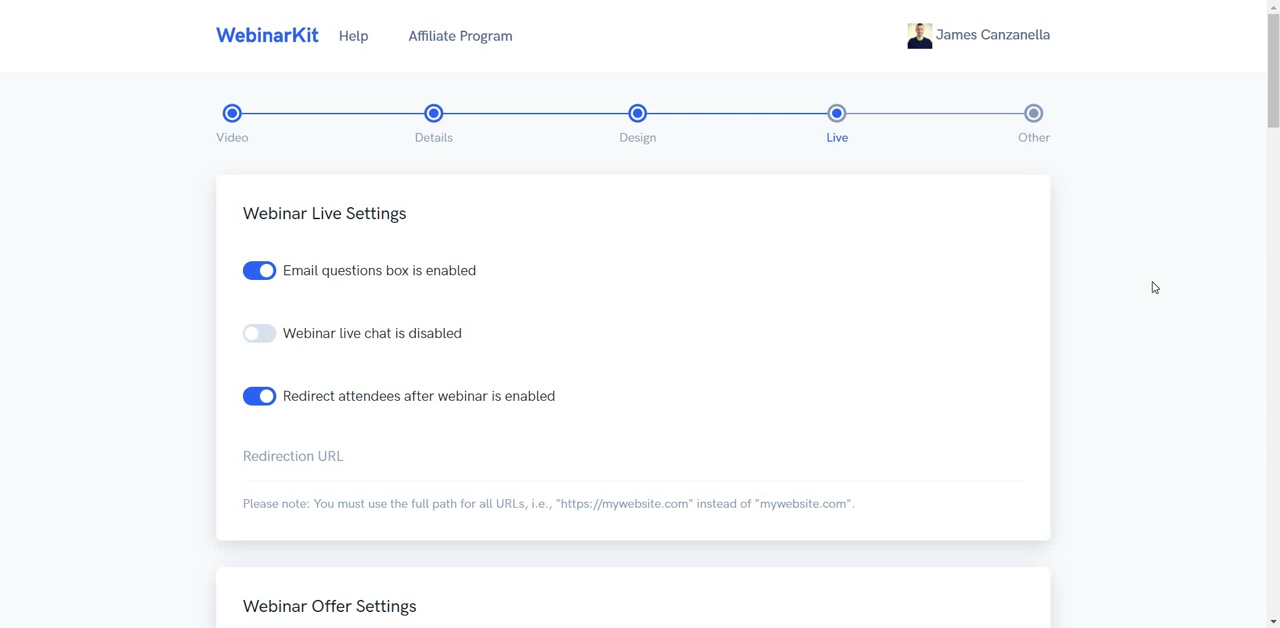 WebinarKit Help Affiliate Program James Canzanella
Video Details Design Live Other
Webinar Live Settings
Email questions box is enabled
Webinar live chat is disabled
Redirect attendees after webinar is enabled
Redirection URL
Please note: You must use the full path for all URLs, i.e., "https://mywebsite.com" instead of "mywebsite.com".
Webinar Offer Settings